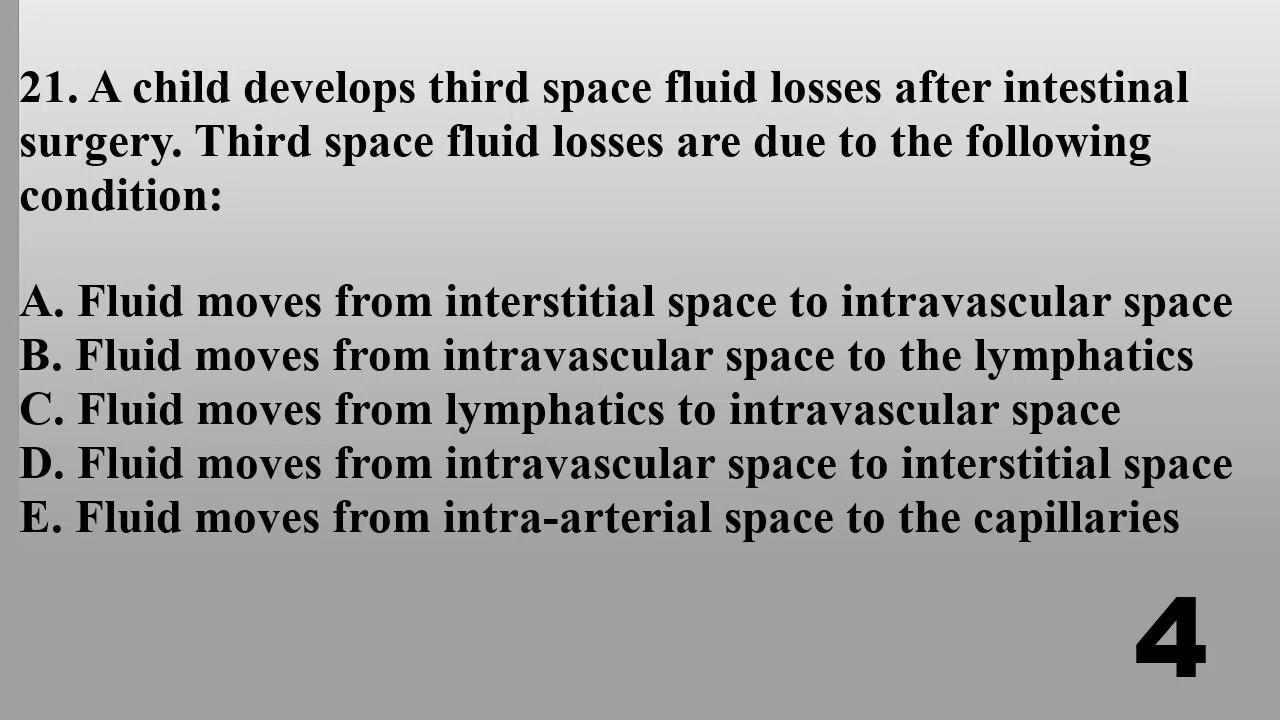 21. A child develops third space fluid losses after intestinal
surgery. Third space fluid losses are due to the following
condition:
A. Fluid moves from interstitial space to intravascular space
B. Fluid moves from intravascular space to the lymphatics
C. Fluid moves from lymphatics to intravascular space
D. Fluid moves from intravascular space to interstitial space
E. Fluid moves from intra-arterial space to the capillaries
4